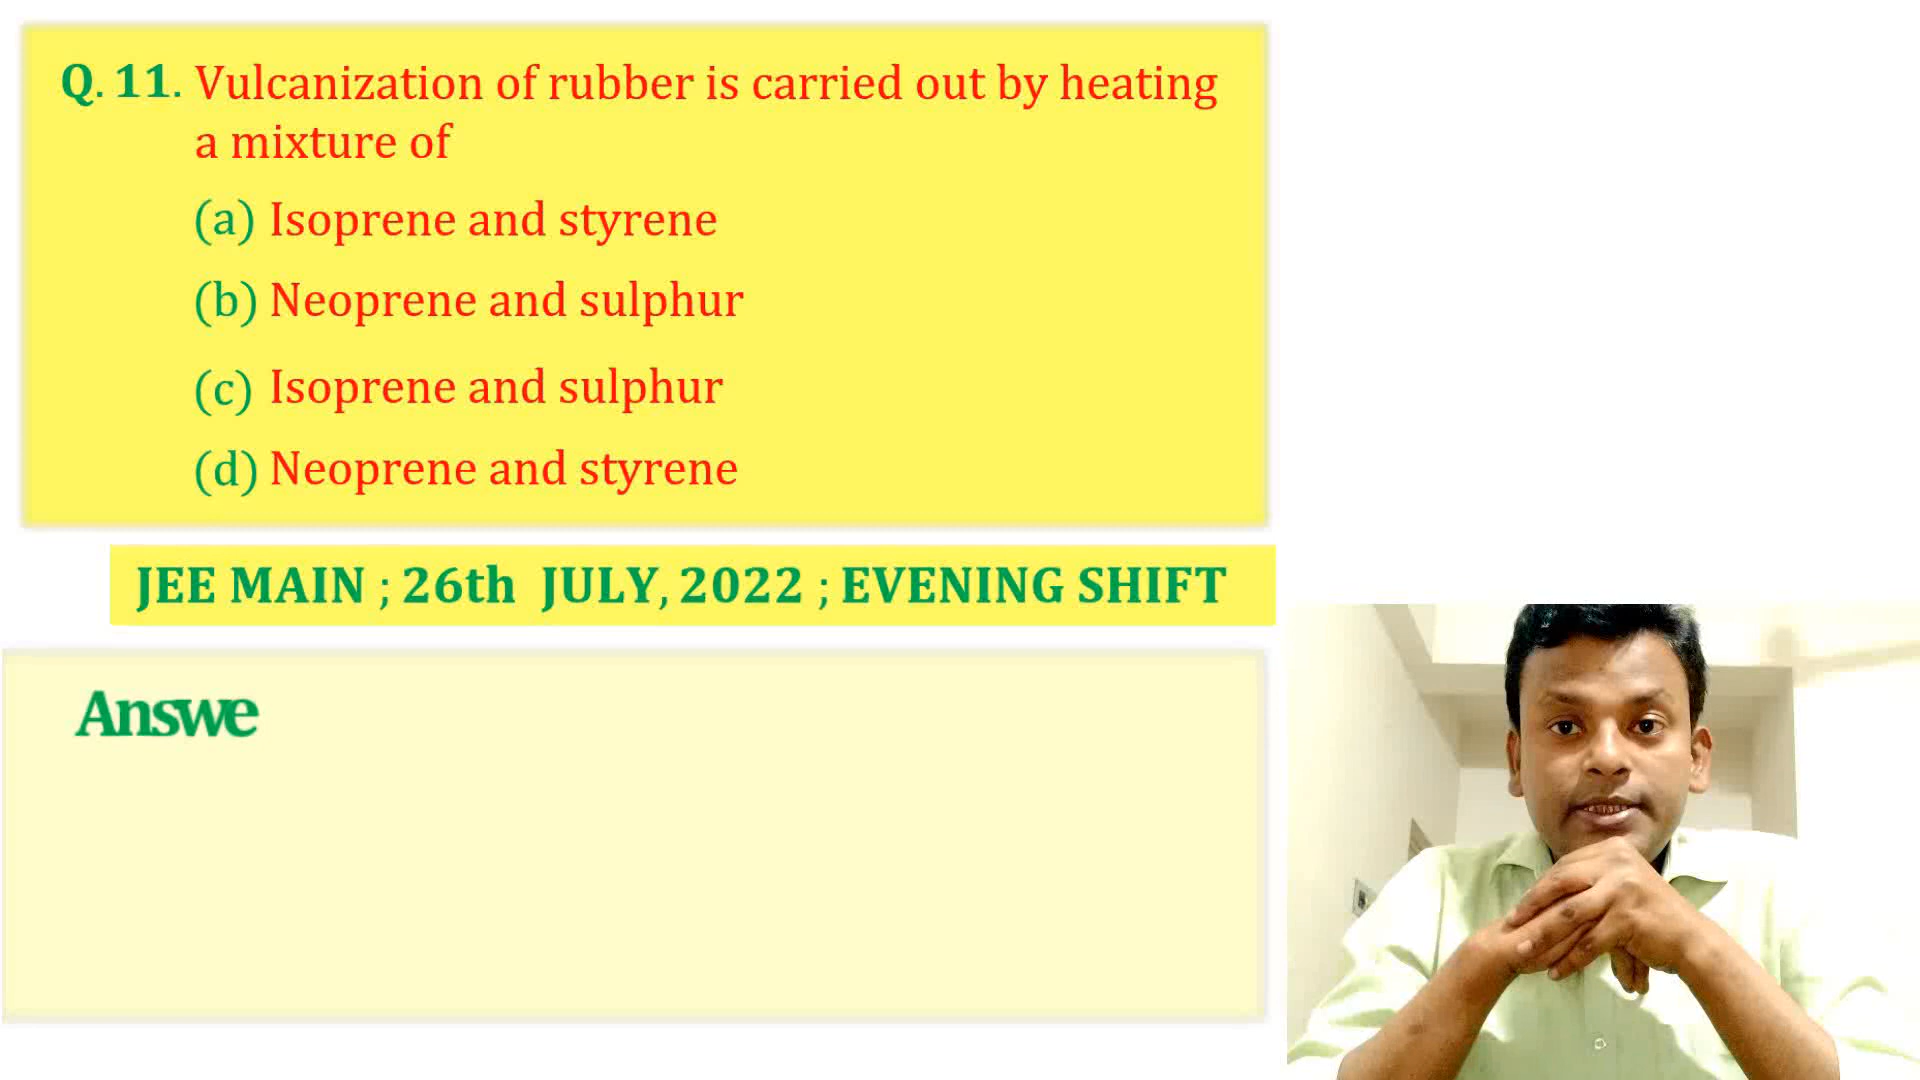 Q. 11. Vulcanization of rubber is carried out by heating
a mixture of
(a) Isoprene and styrene
(b) Neoprene and sulphur
(c) Isoprene and sulphur
(d) Neoprene and styrene
JEE MAIN ; 26th JULY, 2022 ; EVENING SHIFT
Answe